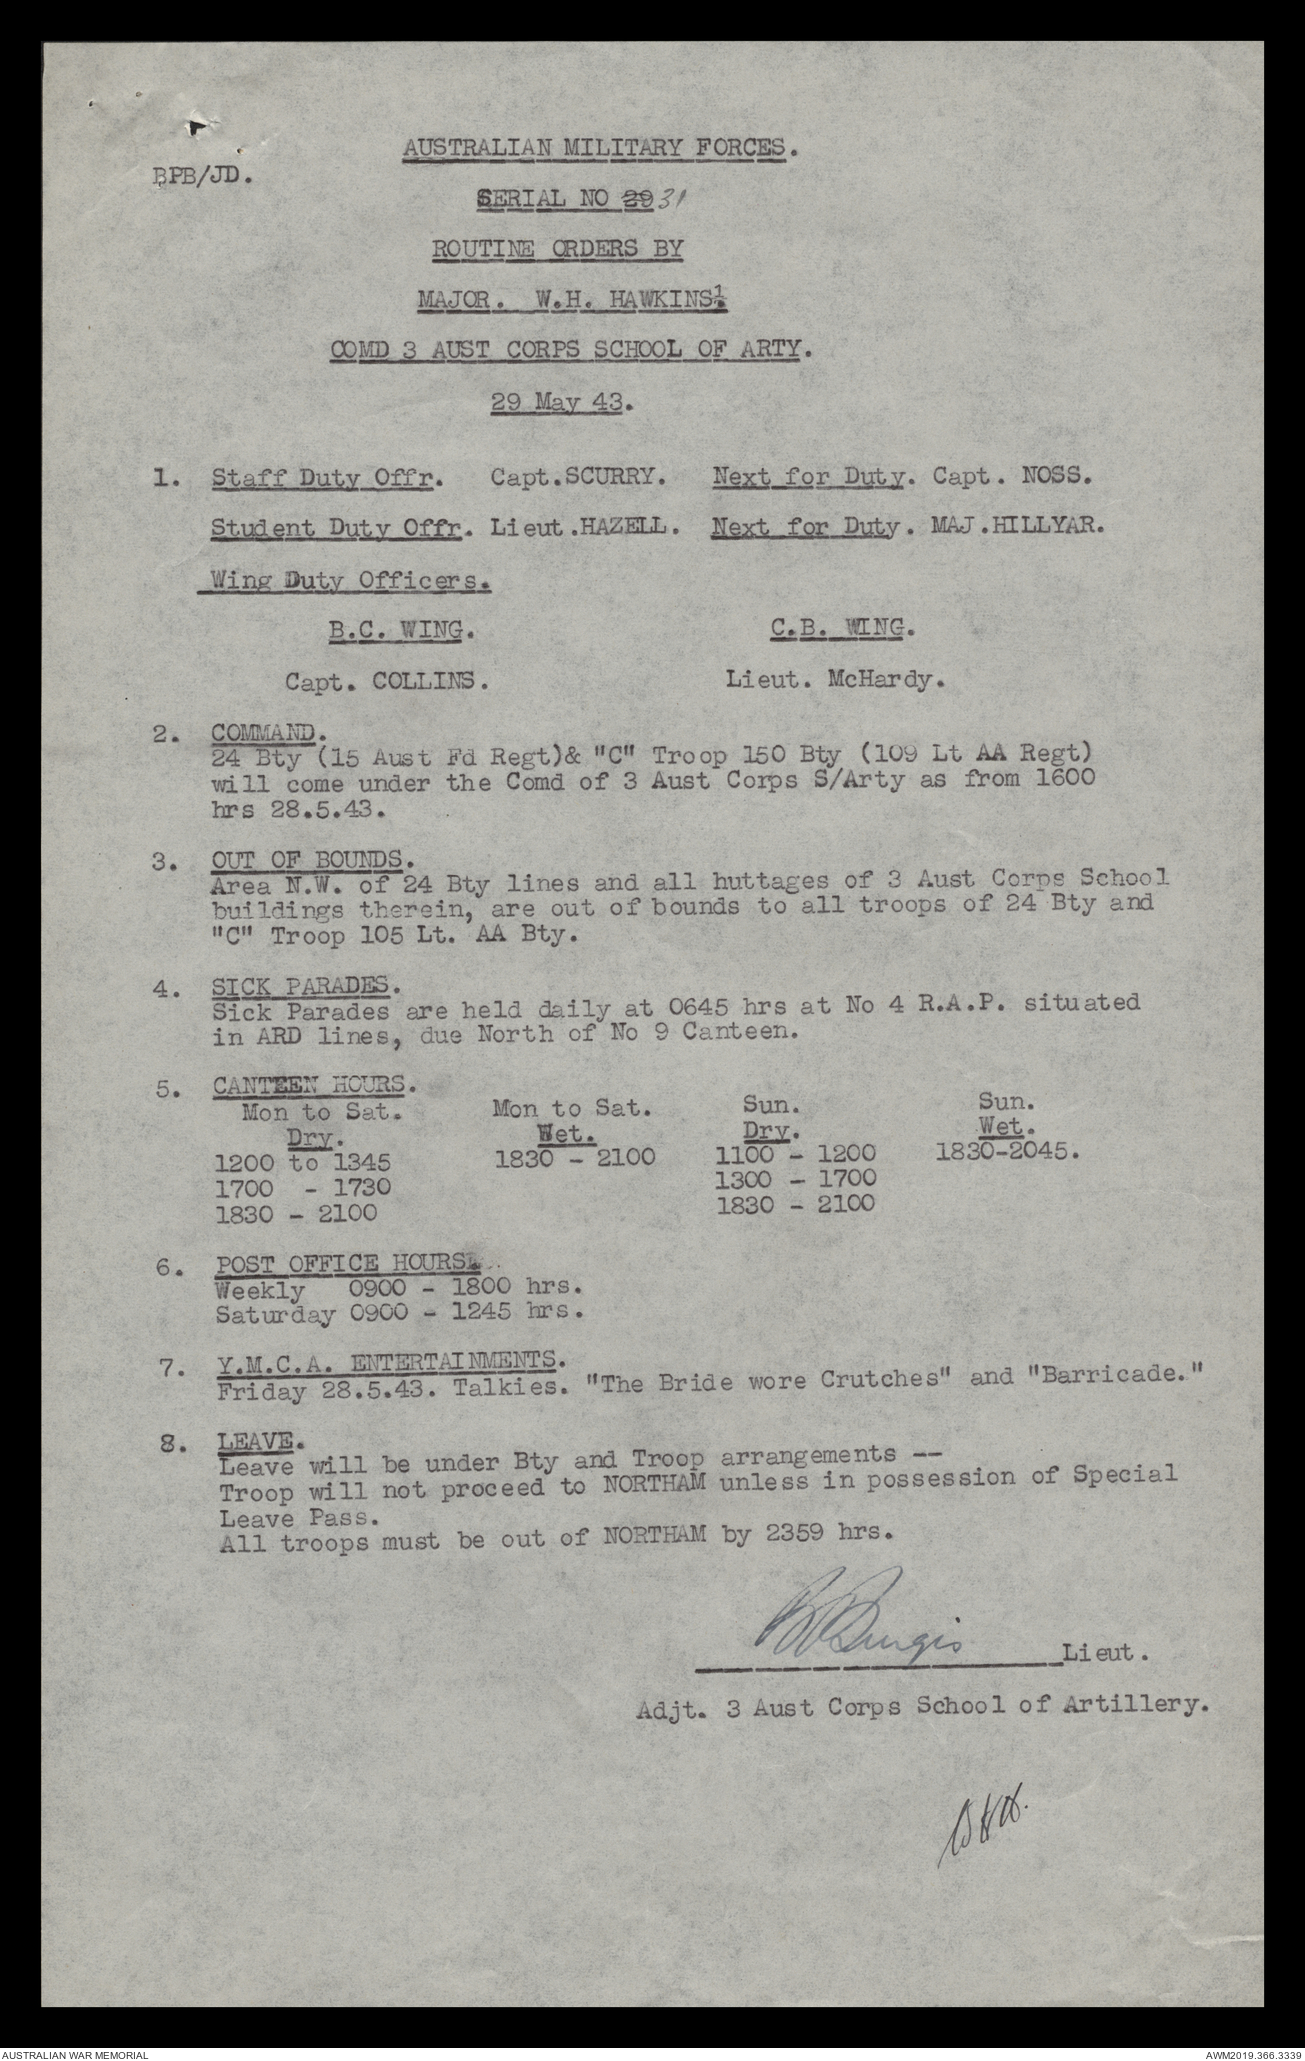 AUSTRALIAN MILITARY FORCES.
BPB/JD.
SERIAL NO 29 31
ROUTINE ORDERS BY
MAJOR. W.H. HAWKINS½
COMD 3 AUST CORPS SCHOOL OF ARTY.
29 May 43.
1. Staff Duty Offr. Capt.SCURRY. Next for Duty. Capt. NOSS.
Student Duty Offr. Lieut.HAZELL. Next for Duty. MAJ.HILLYAR.
Wing Duty Officers.
B.C. WING. C.B. WING.
Capt. COLLINS. Lieut. McHardy.
2. COMMAND.
24 Bty (15 Aust Fd Regt)& "C" Troop 150 Bty (109 Lt AA Regt)
will come under the Comd of 3 Aust Corps S/Arty as from 1600
hrs 28.5.43.
3. OUT OF BOUNDS.
Area N.W. of 24 Bty lines and all huttages of 3 Aust Corps School
buildings therein, are out of bounds to all troops of 24 Bty and
"C" Troop 105 Lt. AA Bty.
4. SICK PARADES.
Sick Parades are held daily at 0645 hrs at No 4 R.A.P. situated
in ARD lines, due North of No 9 Canteen.
5. CANTEEN HOURS.
Mon to Sat. Mon to Sat. Sun. Sun.
Dry. Wet. Dry. Wet.
1200 to 1345 1830 - 2100 1100 - 1200 1830-2045.
1700 - 1730 1300 - 1700
1830 - 2100 1830 - 2100
6. POST OFFICE HOURS.
Weekly 0900 - 1800 hrs.
Saturday 0900 - 1245 hrs.
7. Y.M.C.A. ENTERTAINMENTS.
Friday 28.5.43. Talkies. "The Bride wore Crutches" and "Barricade."
8. LEAVE.
Leave will be under Bty and Troop arrangements --
Troop will not proceed to NORTHAM unless in possession of Special
Leave Pass.
All troops must be out of NORTHAM by 2359 hrs.
BPBurgis Lieut.
Adjt. 3 Aust Corps School of Artillery.
WHH.
AUSTRALIAN WAR MEMORIAL
AWM2019.366.3339